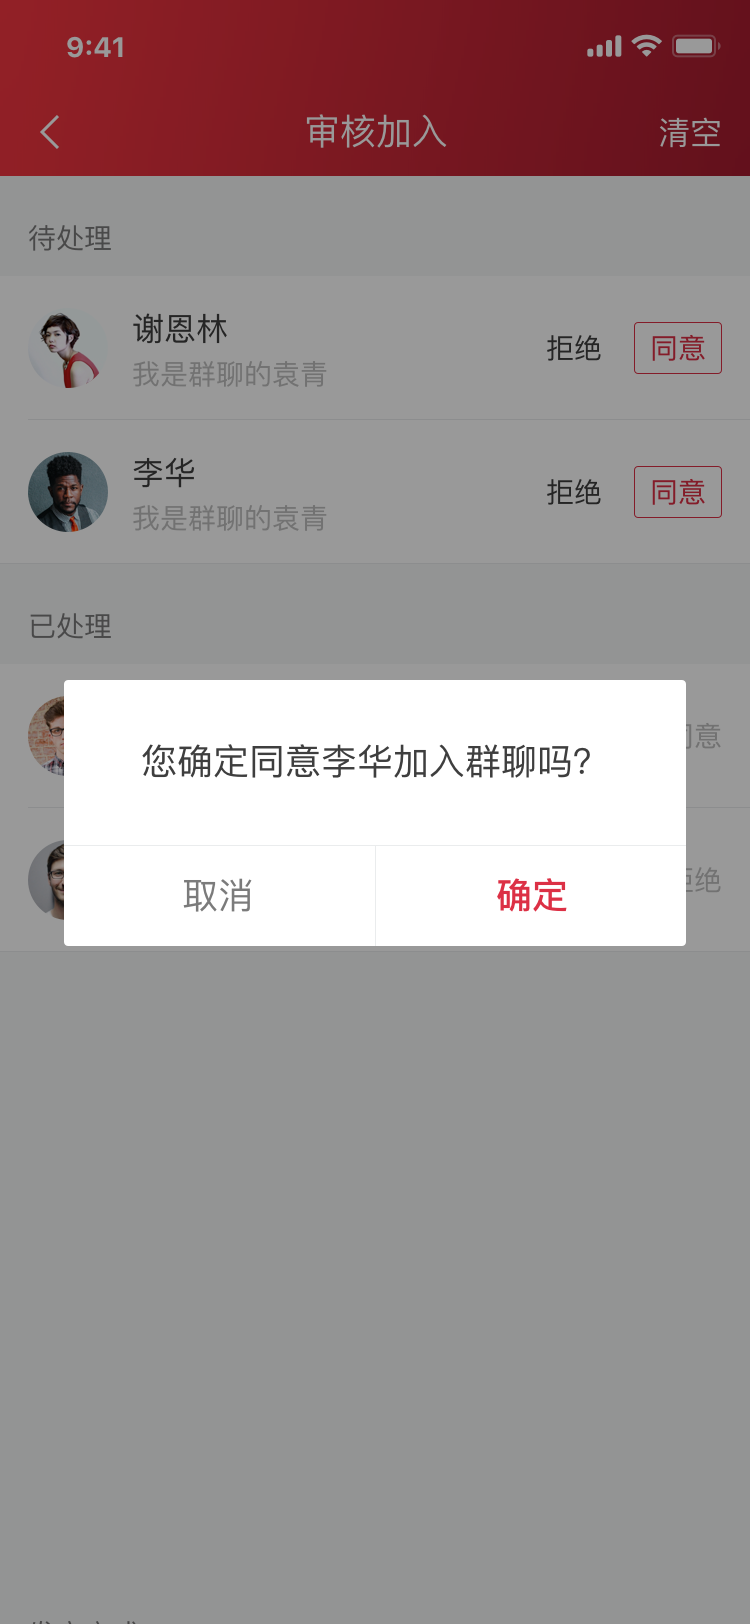 9:41
审核加入
清空
待处理
谢恩林
我是群聊的袁青
拒绝
同意
李华
我是群聊的袁青
拒绝
同意
已处理
意
绝
您确定同意李华加入群聊吗?
取消
确定